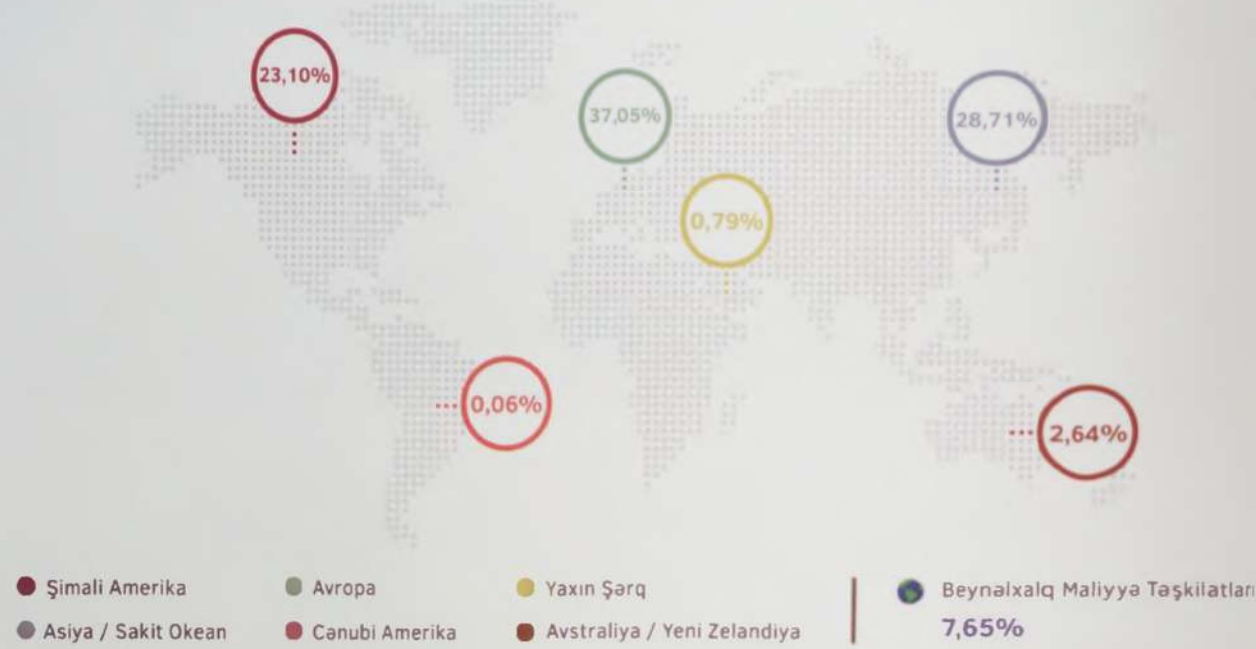 23,10%
37,05%
28,71%
0,79%
0,06%
2,64%
Şimali Amerika
Avropa
Yaxın Şərq
Beynəlxalq Maliyyə Təşkilatları
Asiya / Sakit Okean
Cənubi Amerika
Avstraliya / Yeni Zelandiya
7,65%